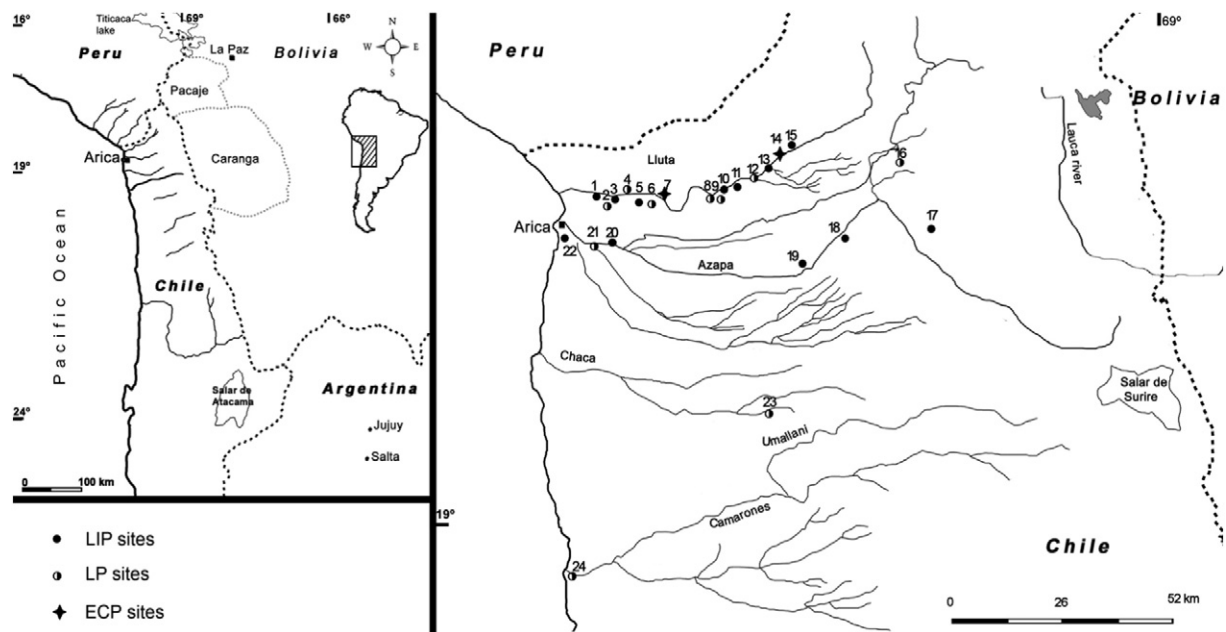 16°
69°
66°
Titicaca
lake
La Paz
Peru
Bolivia
N
W
E
S
Pacaje
Arica
19°
Caranga
Pacific Ocean
Chile
Salar de
Atacama
Argentina
24°
Jujuy
Salta
0
100 km
LIP sites
LP sites
ECP sites
69°
Peru
Bolivia
Lauca river
Lluta
1
2
3
4
5
6
7
8
9
10
11
12
13
14
15
16
17
18
19
20
21
22
Arica
Azapa
Chaca
23
Umallani
Salar de
Surire
19°
Camarones
24
Chile
0
26
52 km